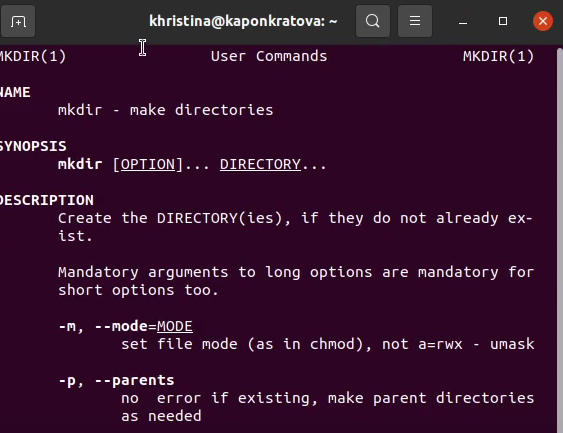 khristina@kaponkratova: ~
MKDIR(1) User Commands MKDIR(1)
NAME
mkdir - make directories
SYNOPSIS
mkdir [OPTION]... DIRECTORY...
DESCRIPTION
Create the DIRECTORY(ies), if they do not already ex-
ist.
Mandatory arguments to long options are mandatory for
short options too.
-m, --mode=MODE
set file mode (as in chmod), not a=rwx - umask
-p, --parents
no error if existing, make parent directories
as needed